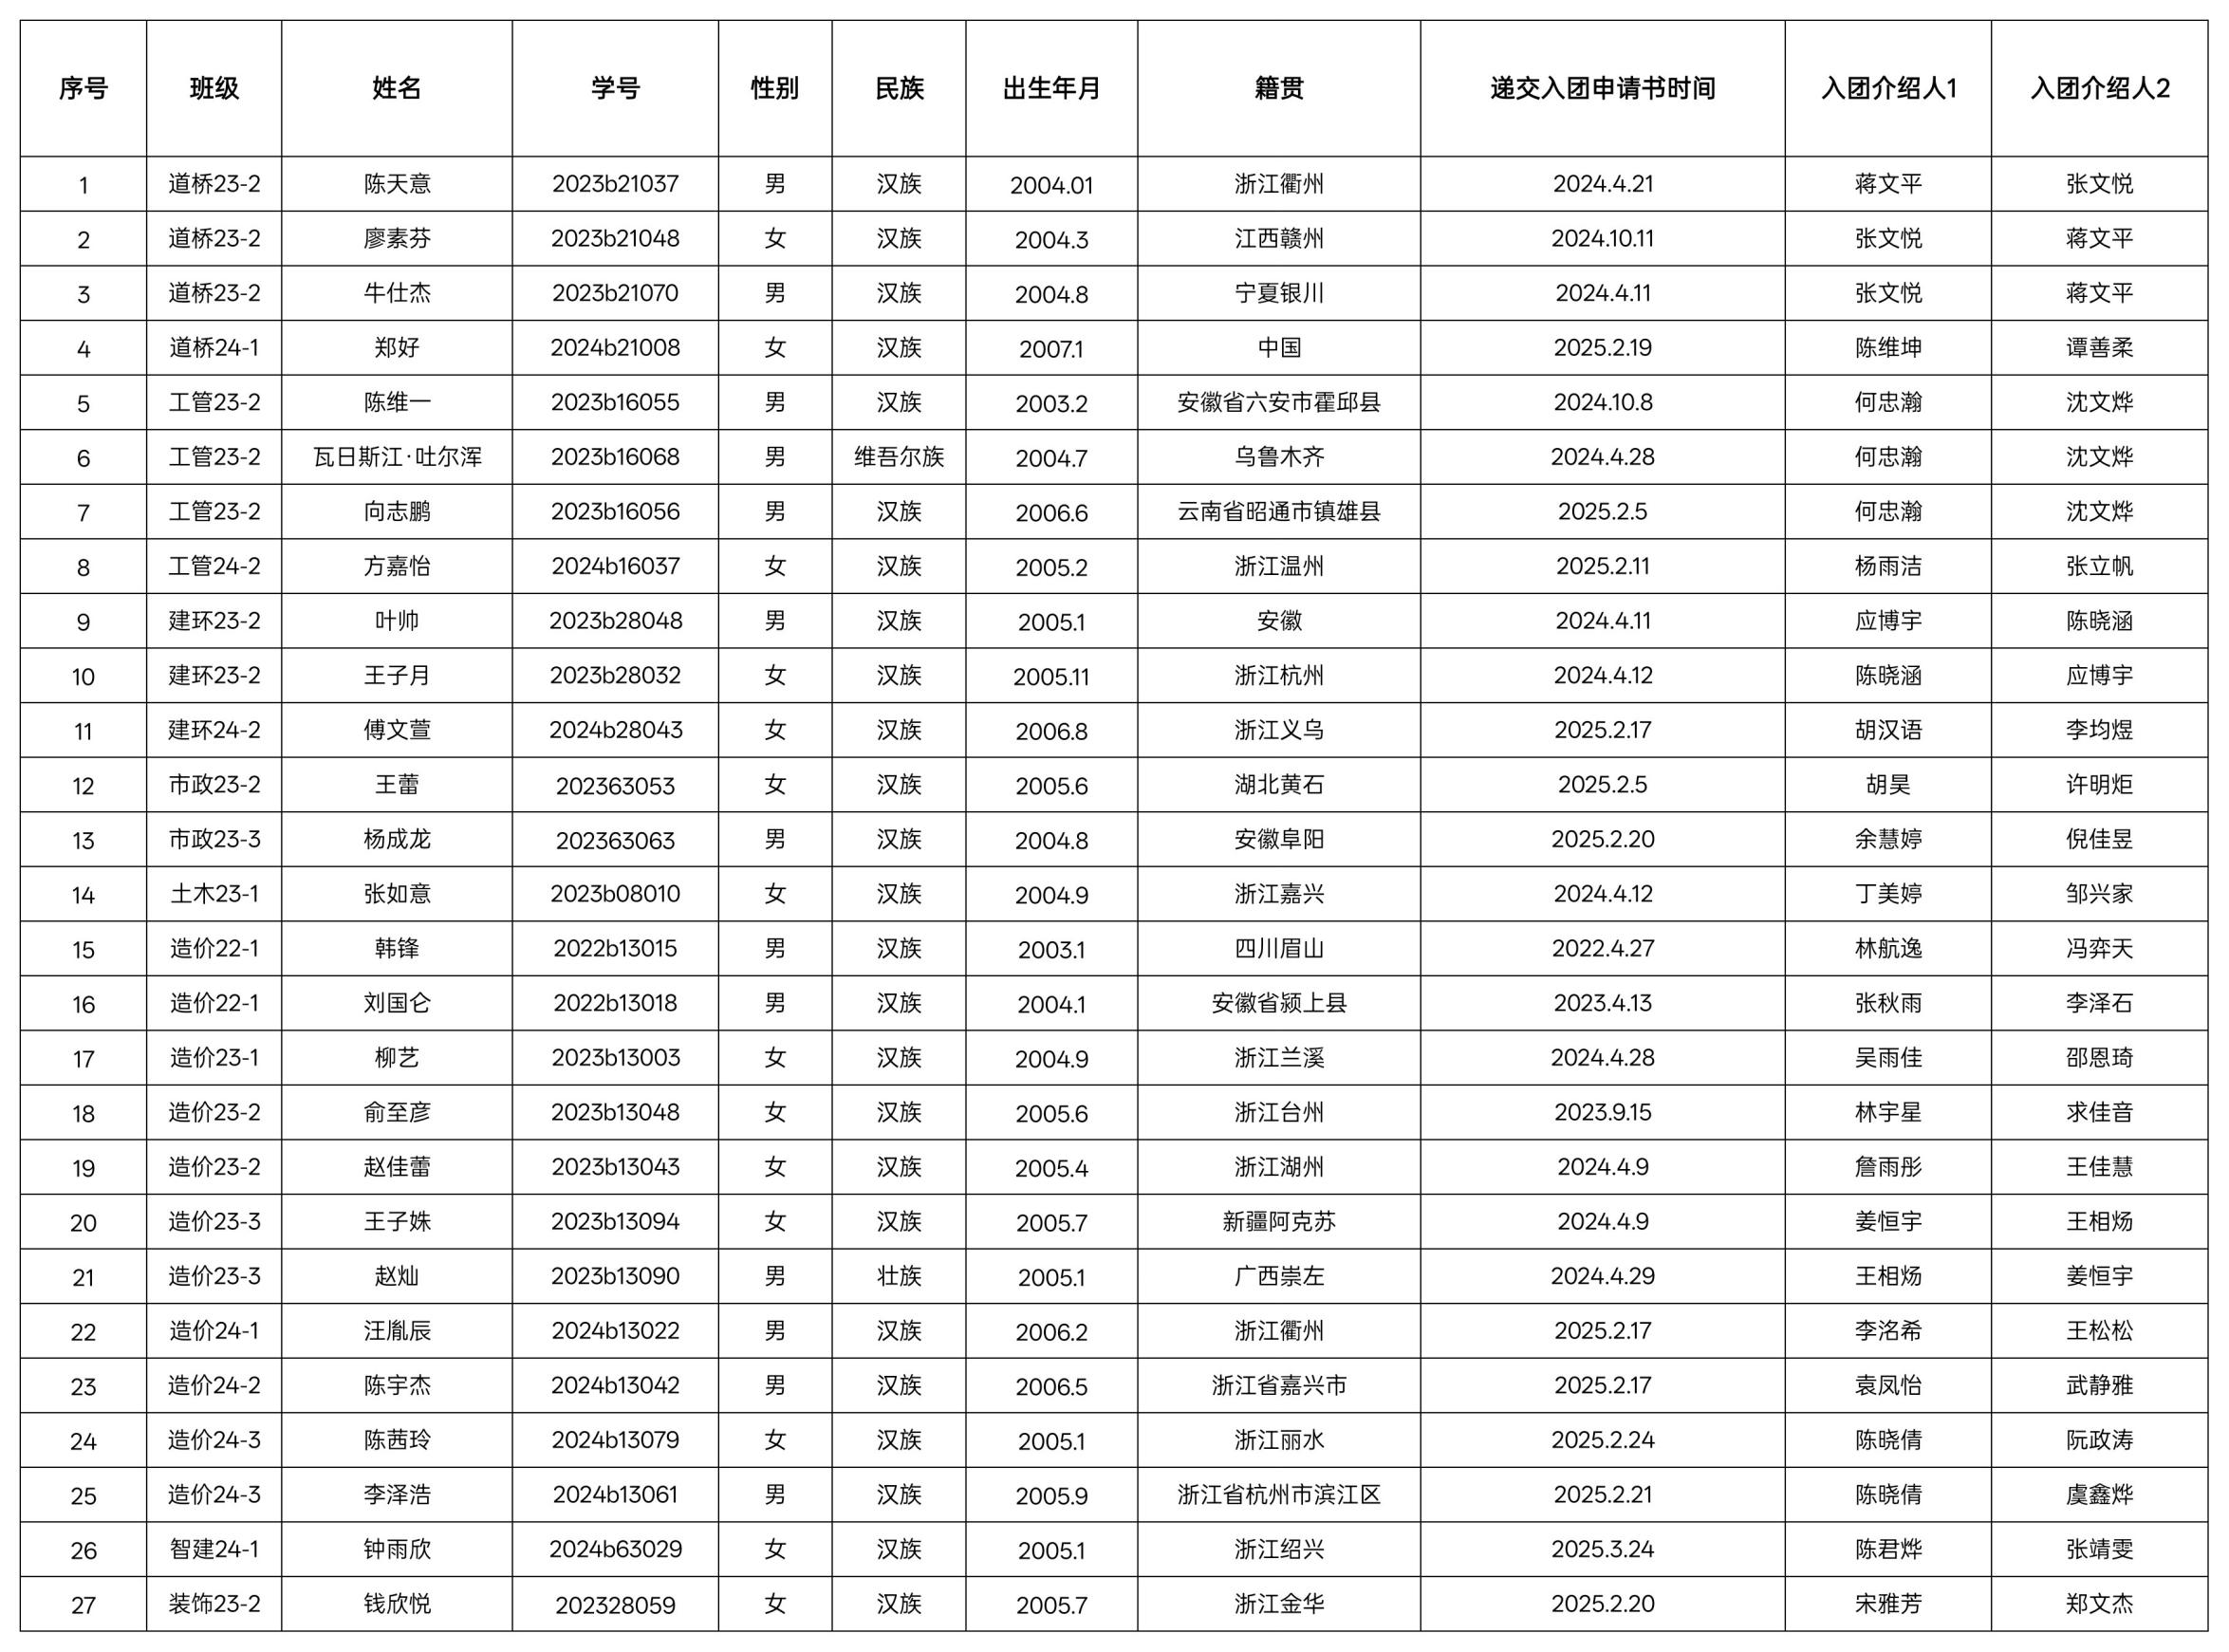 序号 班级 姓名 学号 性别 民族 出生年月 籍贯 递交入团申请书时间 入团介绍人1 入团介绍人2
1 道桥23-2 陈天意 2023b21037 男 汉族 2004.01 浙江衢州 2024.4.21 蒋文平 张文悦
2 道桥23-2 廖素芬 2023b21048 女 汉族 2004.3 江西赣州 2024.10.11 张文悦 蒋文平
3 道桥23-2 牛仕杰 2023b21070 男 汉族 2004.8 宁夏银川 2024.4.11 张文悦 蒋文平
4 道桥24-1 郑好 2024b21008 女 汉族 2007.1 中国 2025.2.19 陈维坤 谭善柔
5 工管23-2 陈维一 2023b16055 男 汉族 2003.2 安徽省六安市霍邱县 2024.10.8 何忠瀚 沈文烨
6 工管23-2 瓦日斯江·吐尔浑 2023b16068 男 维吾尔族 2004.7 乌鲁木齐 2024.4.28 何忠瀚 沈文烨
7 工管23-2 向志鹏 2023b16056 男 汉族 2006.6 云南省昭通市镇雄县 2025.2.5 何忠瀚 沈文烨
8 工管24-2 方嘉怡 2024b16037 女 汉族 2005.2 浙江温州 2025.2.11 杨雨洁 张立帆
9 建环23-2 叶帅 2023b28048 男 汉族 2005.1 安徽 2024.4.11 应博宇 陈晓涵
10 建环23-2 王子月 2023b28032 女 汉族 2005.11 浙江杭州 2024.4.12 陈晓涵 应博宇
11 建环24-2 傅文萱 2024b28043 女 汉族 2006.8 浙江义乌 2025.2.17 胡汉语 李均煜
12 市政23-2 王蕾 202363053 女 汉族 2005.6 湖北黄石 2025.2.5 胡昊 许明炬
13 市政23-3 杨成龙 202363063 男 汉族 2004.8 安徽阜阳 2025.2.20 余慧婷 倪佳昱
14 土木23-1 张如意 2023b08010 女 汉族 2004.9 浙江嘉兴 2024.4.12 丁美婷 邹兴家
15 造价22-1 韩锋 2022b13015 男 汉族 2003.1 四川眉山 2022.4.27 林航逸 冯弈天
16 造价22-1 刘国仑 2022b13018 男 汉族 2004.1 安徽省颍上县 2023.4.13 张秋雨 李泽石
17 造价23-1 柳艺 2023b13003 女 汉族 2004.9 浙江兰溪 2024.4.28 吴雨佳 邵恩琦
18 造价23-2 俞至彦 2023b13048 女 汉族 2005.6 浙江台州 2023.9.15 林宇星 求佳音
19 造价23-2 赵佳蕾 2023b13043 女 汉族 2005.4 浙江湖州 2024.4.9 詹雨彤 王佳慧
20 造价23-3 王子姝 2023b13094 女 汉族 2005.7 新疆阿克苏 2024.4.9 姜恒宇 王相炀
21 造价23-3 赵灿 2023b13090 男 壮族 2005.1 广西崇左 2024.4.29 王相炀 姜恒宇
22 造价24-1 汪胤辰 2024b13022 男 汉族 2006.2 浙江衢州 2025.2.17 李洺希 王松松
23 造价24-2 陈宇杰 2024b13042 男 汉族 2006.5 浙江省嘉兴市 2025.2.17 袁凤怡 武静雅
24 造价24-3 陈茜玲 2024b13079 女 汉族 2005.1 浙江丽水 2025.2.24 陈晓倩 阮政涛
25 造价24-3 李泽浩 2024b13061 男 汉族 2005.9 浙江省杭州市滨江区 2025.2.21 陈晓倩 虞鑫烨
26 智建24-1 钟雨欣 2024b63029 女 汉族 2005.1 浙江绍兴 2025.3.24 陈君烨 张靖雯
27 装饰23-2 钱欣悦 202328059 女 汉族 2005.7 浙江金华 2025.2.20 宋雅芳 郑文杰